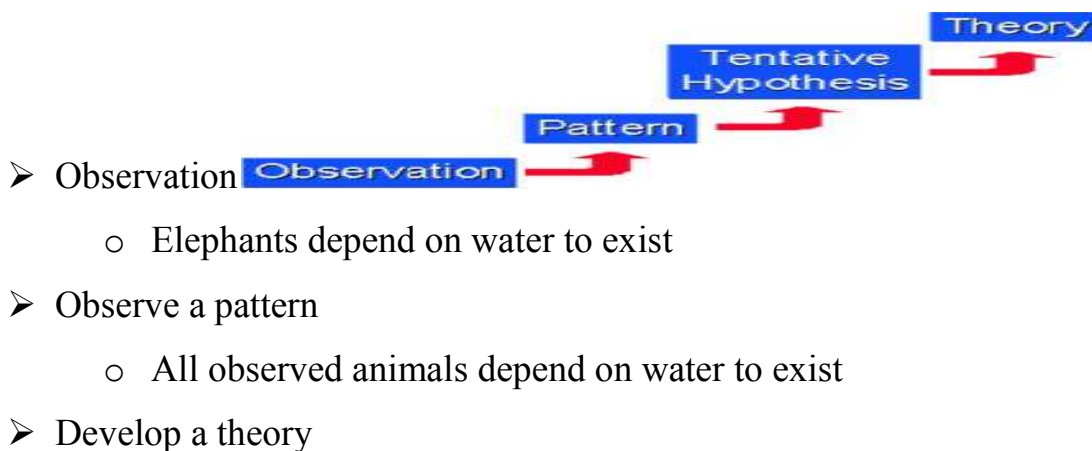 Theory
Tentative
Hypothesis
Pattern
➢ Observation Observation
o Elephants depend on water to exist
➢ Observe a pattern
o All observed animals depend on water to exist
➢ Develop a theory